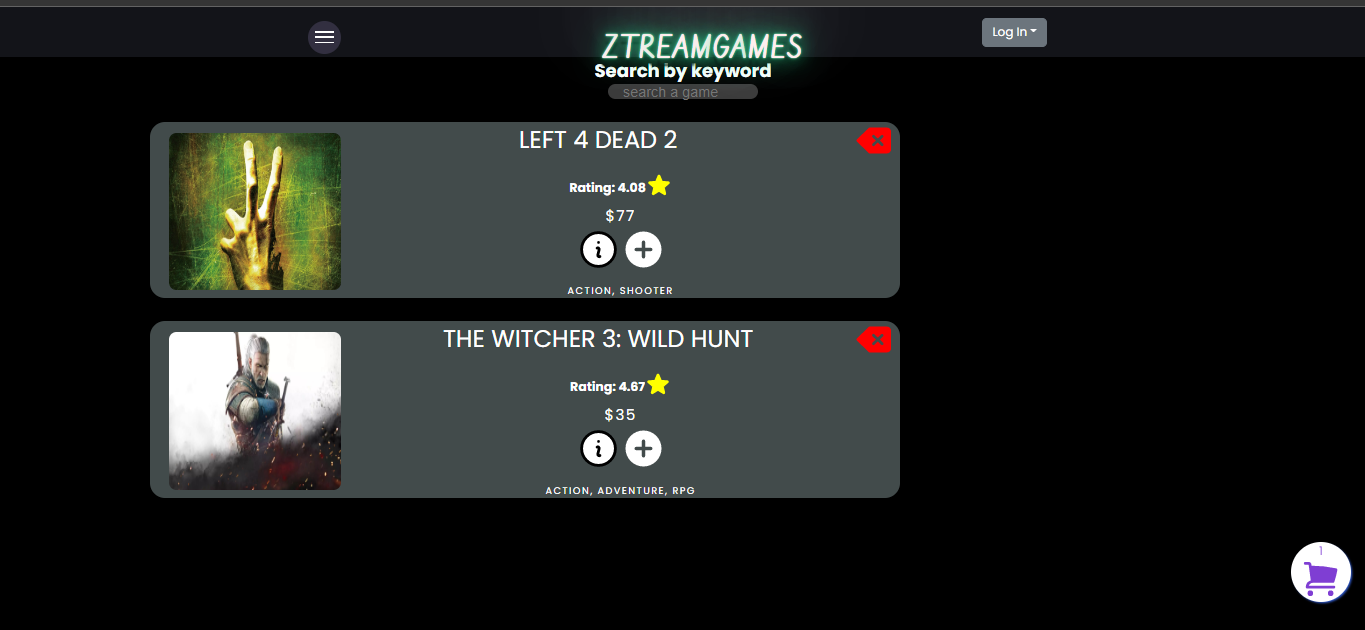 ZTREAMGAMES
Log In
Search by keyword
search a game
LEFT 4 DEAD 2
Rating: 4.08
$77
ACTION, SHOOTER
THE WITCHER 3: WILD HUNT
Rating: 4.67
$35
ACTION, ADVENTURE, RPG
1